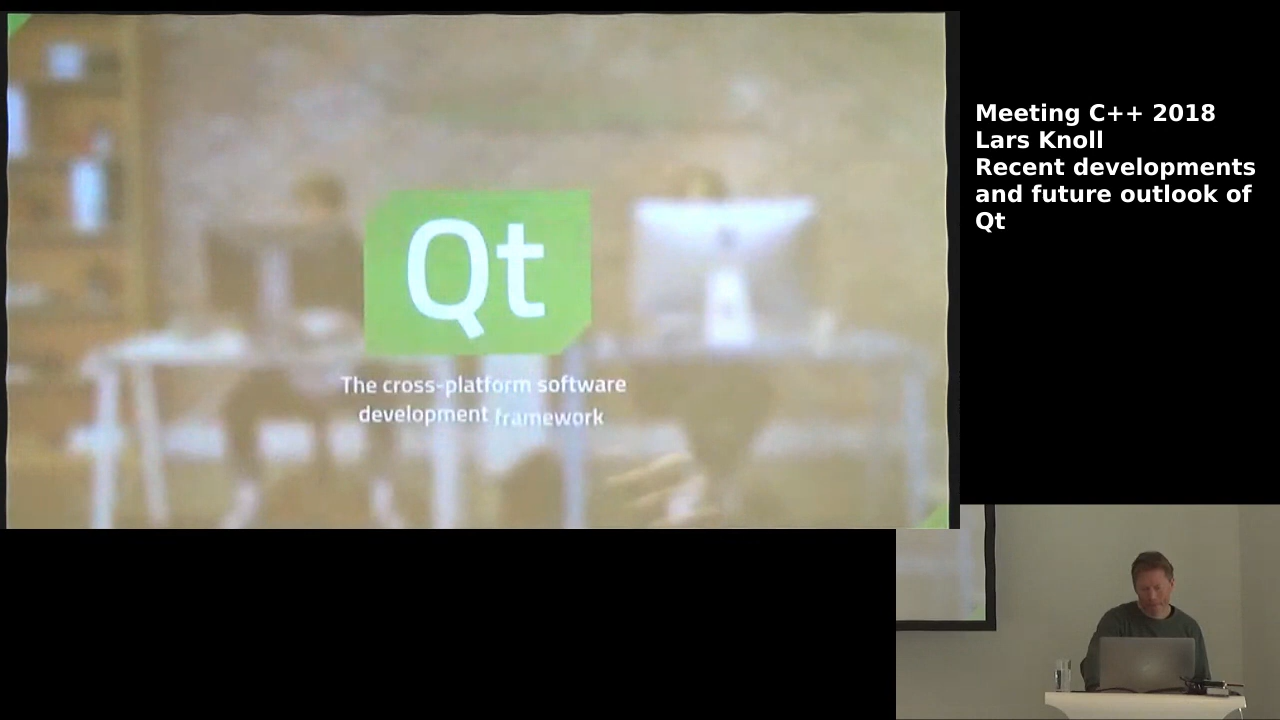 Qt
The cross-platform software
development framework
Meeting C++ 2018
Lars Knoll
Recent developments
and future outlook of
Qt